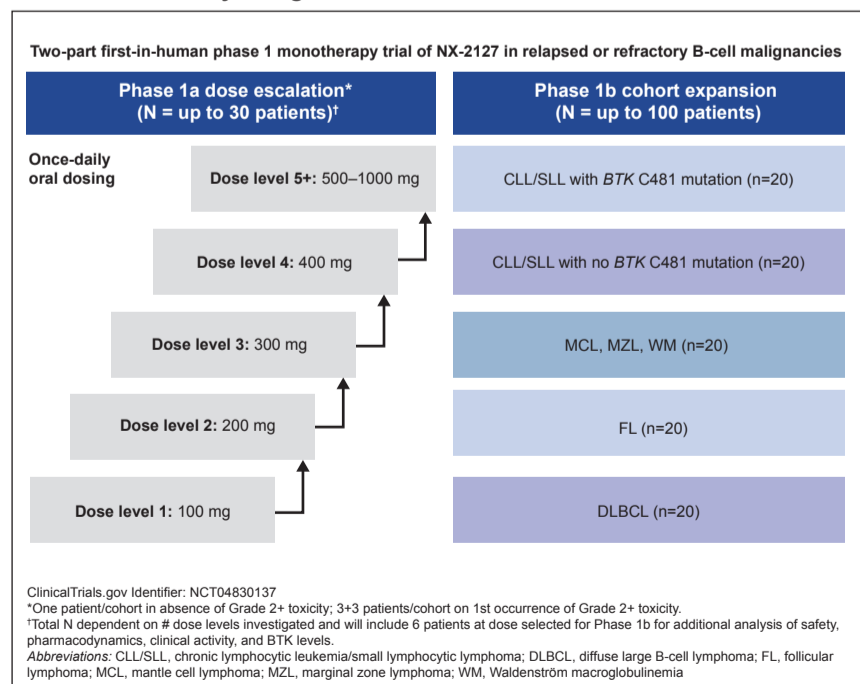 Two-part first-in-human phase 1 monotherapy trial of NX-2127 in relapsed or refractory B-cell malignancies
Phase 1a dose escalation*
(N = up to 30 patients)†
Phase 1b cohort expansion
(N = up to 100 patients)
Once-daily
oral dosing
Dose level 5+: 500–1000 mg
Dose level 4: 400 mg
Dose level 3: 300 mg
Dose level 2: 200 mg
Dose level 1: 100 mg
CLL/SLL with BTK C481 mutation (n=20)
CLL/SLL with no BTK C481 mutation (n=20)
MCL, MZL, WM (n=20)
FL (n=20)
DLBCL (n=20)
ClinicalTrials.gov Identifier: NCT04830137
*One patient/cohort in absence of Grade 2+ toxicity; 3+3 patients/cohort on 1st occurrence of Grade 2+ toxicity.
†Total N dependent on # dose levels investigated and will include 6 patients at dose selected for Phase 1b for additional analysis of safety,
pharmacodynamics, clinical activity, and BTK levels.
Abbreviations: CLL/SLL, chronic lymphocytic leukemia/small lymphocytic lymphoma; DLBCL, diffuse large B-cell lymphoma; FL, follicular
lymphoma; MCL, mantle cell lymphoma; MZL, marginal zone lymphoma; WM, Waldenström macroglobulinemia